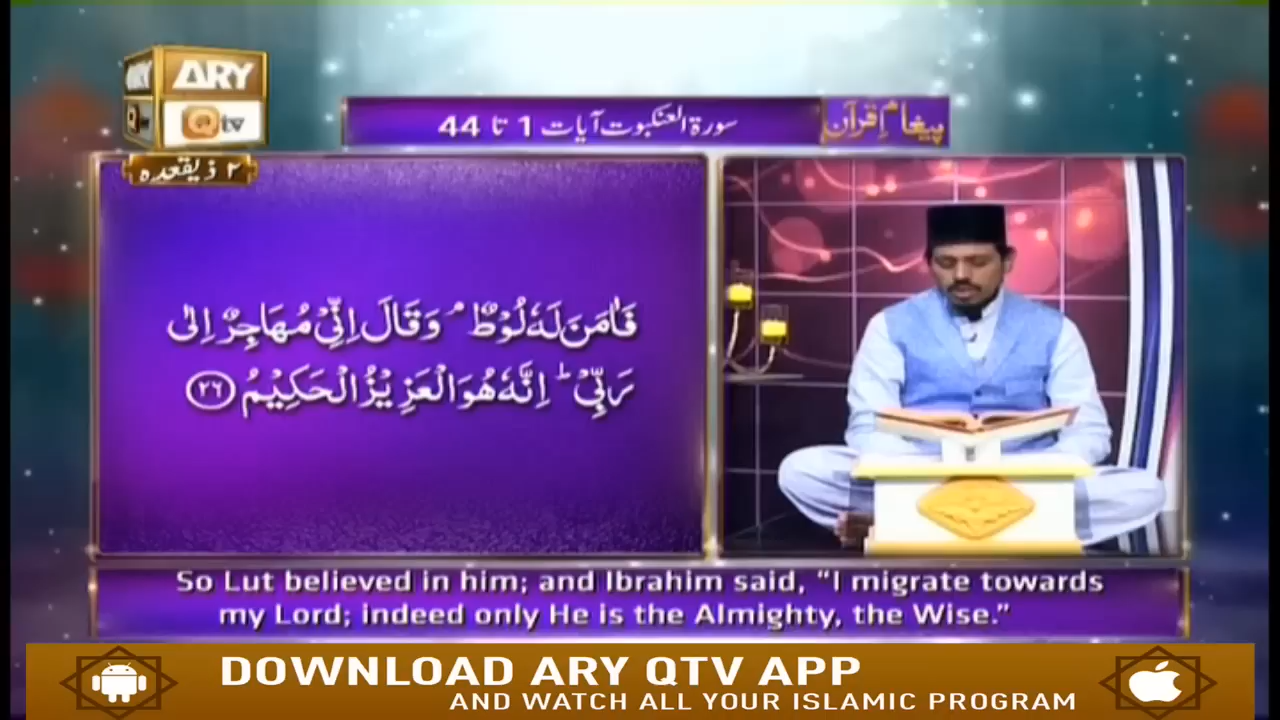 ARY
Qtv
پیغامِ قرآن
سورۃ العنکبوت آیات 1 تا 44
۲ ذیقعدہ
فَاٰمَنَ لَهٗ لُوْطٌ ۘ وَقَالَ اِنِّیْ مُهَاجِرٌ اِلٰی
رَبِّیْ ؕ اِنَّهٗ هُوَ الْعَزِیْزُ الْحَكِیْمُ ﴿۲۶﴾
So Lut believed in him; and Ibrahim said, “I migrate towards
my Lord; indeed only He is the Almighty, the Wise.”
DOWNLOAD ARY QTV APP
AND WATCH ALL YOUR ISLAMIC PROGRAM